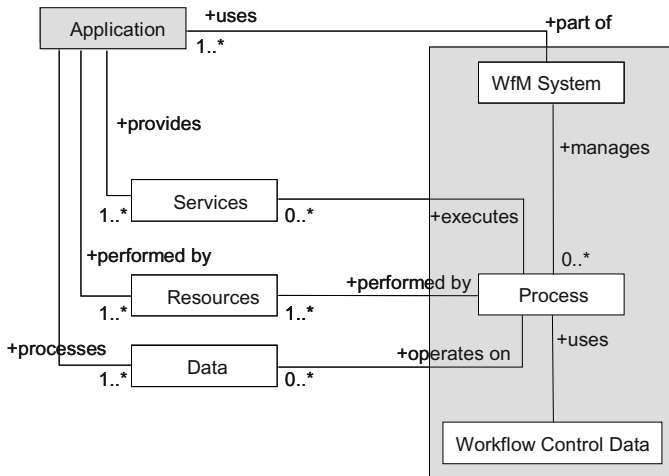 +uses
Application
1..*
+part of
WfM System
+provides
+manages
Services
1..*
0..*
+executes
+performed by
0..*
+performed by
Resources
Process
1..*
1..*
+uses
+processes
Data
+operates on
1..*
0..*
Workflow Control Data